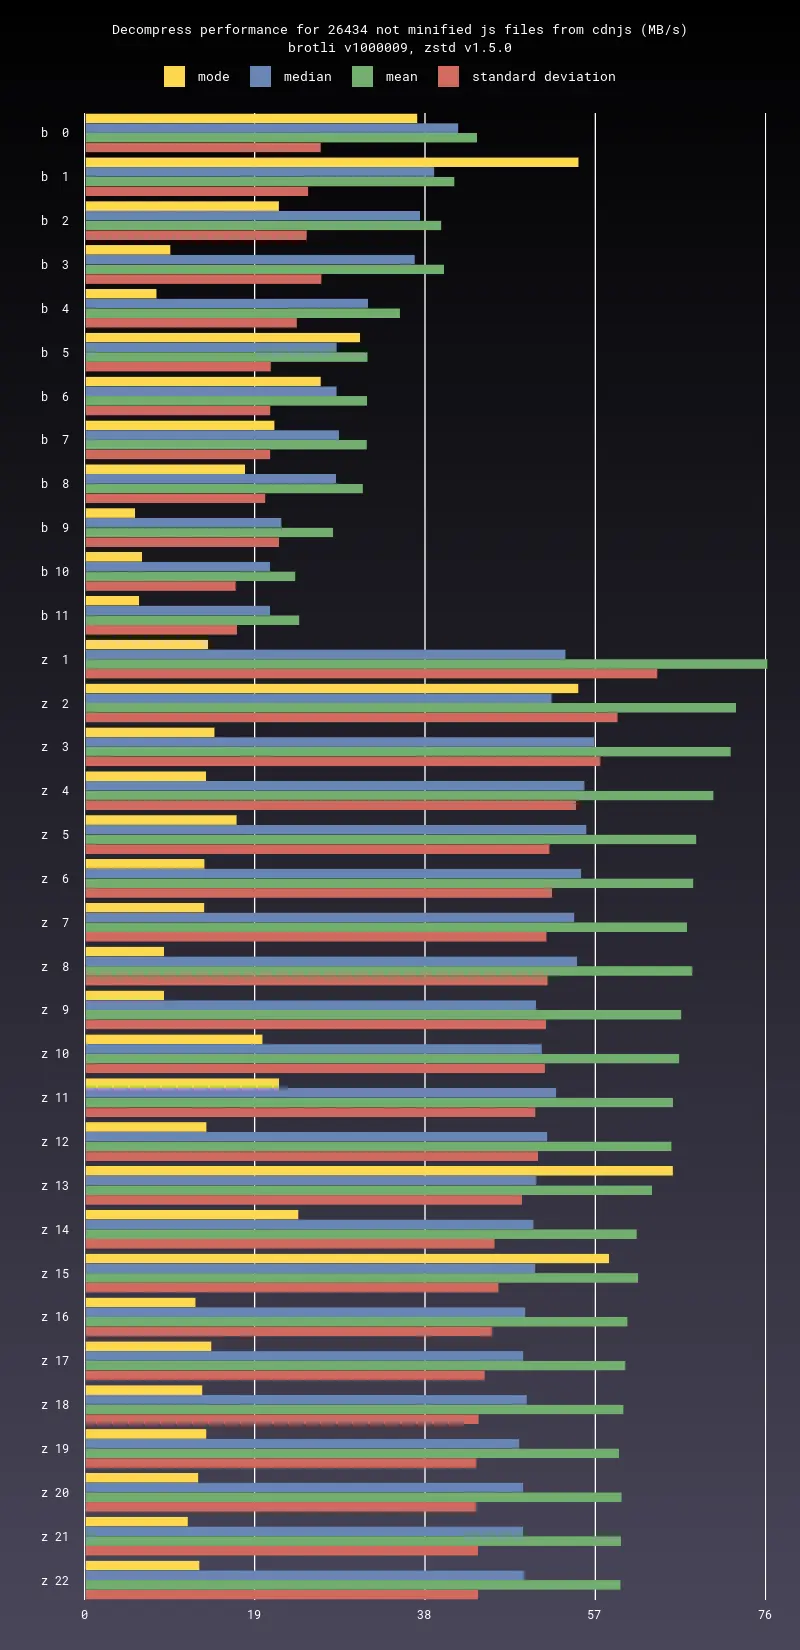 Decompress performance for 26434 not minified js files from cdnjs (MB/s)
brotli v1000009, zstd v1.5.0
mode median mean standard deviation
b 0
b 1
b 2
b 3
b 4
b 5
b 6
b 7
b 8
b 9
b 10
b 11
z 1
z 2
z 3
z 4
z 5
z 6
z 7
z 8
z 9
z 10
z 11
z 12
z 13
z 14
z 15
z 16
z 17
z 18
z 19
z 20
z 21
z 22
0 19 38 57 76